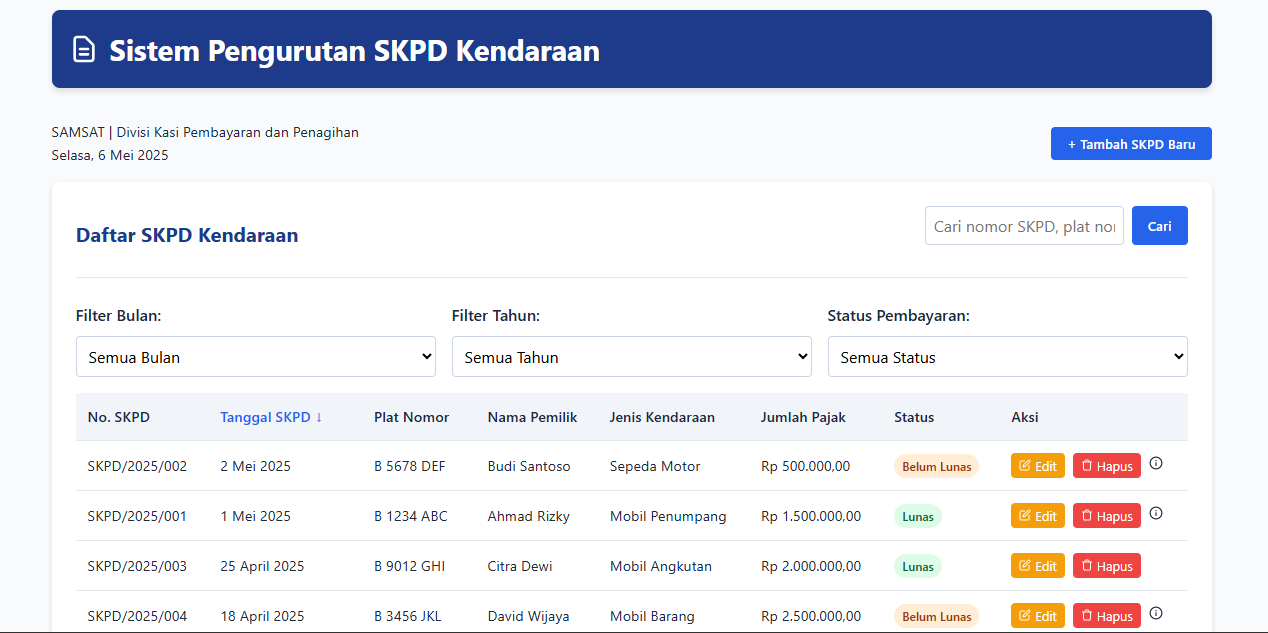 Sistem Pengurutan SKPD Kendaraan
SAMSAT | Divisi Kasi Pembayaran dan Penagihan
Selasa, 6 Mei 2025
+ Tambah SKPD Baru
Daftar SKPD Kendaraan
Cari nomor SKPD, plat nor
Cari
Filter Bulan: Filter Tahun: Status Pembayaran:
Semua Bulan Semua Tahun Semua Status
No. SKPD Tanggal SKPD ↓ Plat Nomor Nama Pemilik Jenis Kendaraan Jumlah Pajak Status Aksi
SKPD/2025/002 2 Mei 2025 B 5678 DEF Budi Santoso Sepeda Motor Rp 500.000,00 Belum Lunas Edit Hapus
SKPD/2025/001 1 Mei 2025 B 1234 ABC Ahmad Rizky Mobil Penumpang Rp 1.500.000,00 Lunas Edit Hapus
SKPD/2025/003 25 April 2025 B 9012 GHI Citra Dewi Mobil Angkutan Rp 2.000.000,00 Lunas Edit Hapus
SKPD/2025/004 18 April 2025 B 3456 JKL David Wijaya Mobil Barang Rp 2.500.000,00 Belum Lunas Edit Hapus